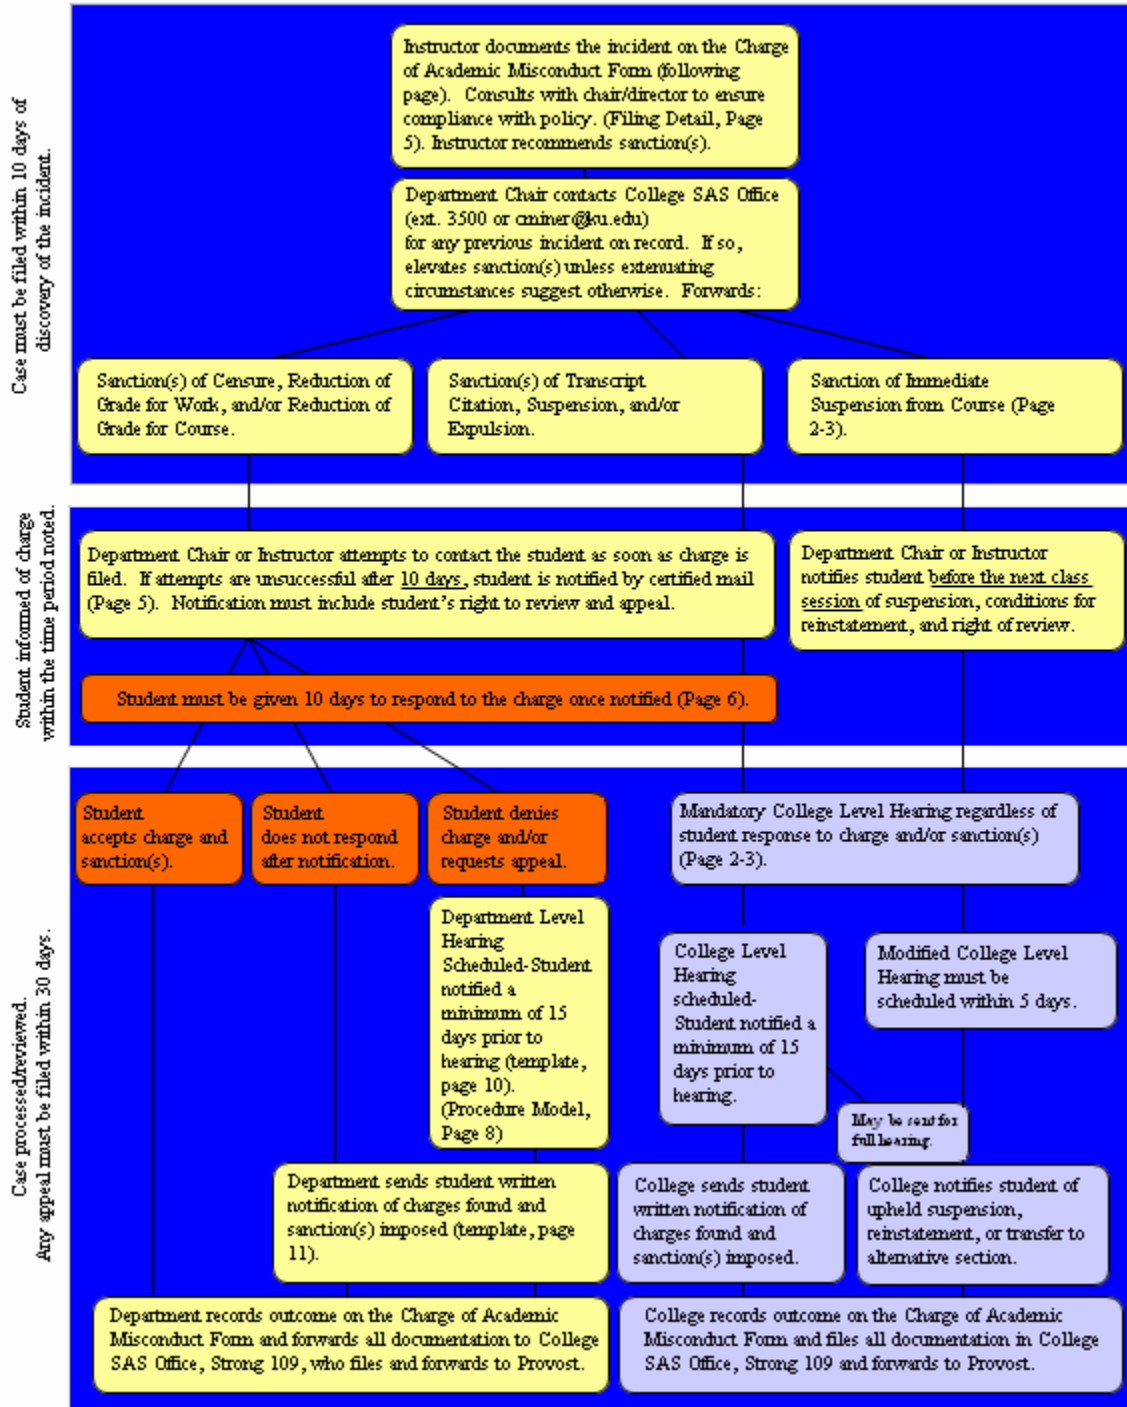 Case must be filed within 10 days of
discovery of the incident.
Instructor documents the incident on the Charge
of Academic Misconduct Form (following
page).  Consults with chair/director to ensure
compliance with policy. (Filing Detail, Page
5). Instructor recommends sanction(s).
Department Chair contacts College SAS Office
(ext. 3500 or cminer@ku.edu)
for any previous incident on record.  If so,
elevates sanction(s) unless extenuating
circumstances suggest otherwise.  Forwards:
Sanction(s) of Censure, Reduction of
Grade for Work, and/or Reduction of
Grade for Course.
Sanction(s) of Transcript
Citation, Suspension, and/or
Expulsion.
Sanction of Immediate
Suspension from Course (Page
2-3).
Student informed of charge
within the time period noted.
Department Chair or Instructor attempts to contact the student as soon as charge is
filed.  If attempts are unsuccessful after 10 days, student is notified by certified mail
(Page 5).  Notification must include student's right to review and appeal.
Department Chair or Instructor
notifies student before the next class
session of suspension, conditions for
reinstatement, and right of review.
Student must be given 10 days to respond to the charge once notified (Page 6).
Case processed/reviewed.
Any appeal must be filed within 30 days.
Student
accepts charge and
sanction(s).
Student
does not respond
after notification.
Student denies
charge and/or
requests appeal.
Mandatory College Level Hearing regardless of
student response to charge and/or sanction(s)
(Page 2-3).
Department Level
Hearing
Scheduled-Student
notified a
minimum of 15
days prior to
hearing (template,
page 10).
(Procedure Model,
Page 8)
College Level
Hearing
scheduled-
Student notified a
minimum of 15
days prior to
hearing.
Modified College Level
Hearing must be
scheduled within 5 days.
May be sent for
full hearing.
Department sends student written
notification of charges found and
sanction(s) imposed (template, page
11).
College sends student
written notification of
charges found and
sanction(s) imposed.
College notifies student of
upheld suspension,
reinstatement, or transfer to
alternative section.
Department records outcome on the Charge of Academic
Misconduct Form and forwards all documentation to College
SAS Office, Strong 109, who files and forwards to Provost.
College records outcome on the Charge of Academic
Misconduct Form and files all documentation in College
SAS Office, Strong 109 and forwards to Provost.